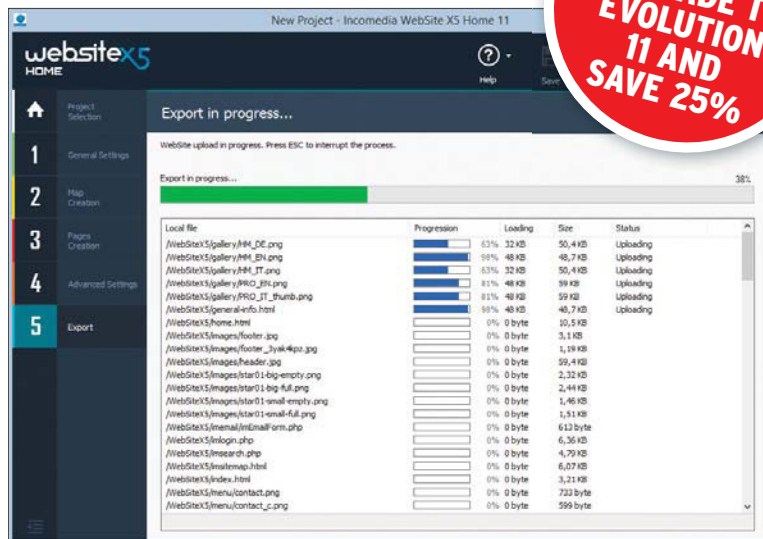 New Project - Incomedia WebSite X5 Home 11
EVOLUTION
11 AND
SAVE 25%
websitex5
HOME
?
Help
Save
Project
Selection
Export in progress...
1
General Settings
WebSite upload in progress. Press ESC to interrupt the process.
2
Map
Creation
Export in progress...
38%
3
Pages
Creation
4
Advanced Settings
5
Export
Local file Progression Loading Size Status
/WebSiteX5/gallery/HM_DE.png 63% 32 KB 50,4 KB Uploading
/WebSiteX5/gallery/HM_EN.png 98% 48 KB 48,7 KB Uploading
/WebSiteX5/gallery/HM_IT.png 63% 32 KB 50,4 KB Uploading
/WebSiteX5/gallery/PRO_EN.png 81% 48 KB 59 KB Uploading
/WebSiteX5/gallery/PRO_IT_thumb.png 81% 48 KB 59 KB Uploading
/WebSiteX5/general-info.html 98% 48 KB 48,7 KB Uploading
/WebSiteX5/home.html 0% 0 byte 10,5 KB
/WebSiteX5/images/footer.jpg 0% 0 byte 3,1 KB
/WebSiteX5/images/footer_3yak4kpz.jpg 0% 0 byte 1,19 KB
/WebSiteX5/images/header.jpg 0% 0 byte 59,4 KB
/WebSiteX5/images/star01-big-empty.png 0% 0 byte 2,32 KB
/WebSiteX5/images/star01-big-full.png 0% 0 byte 2,44 KB
/WebSiteX5/images/star01-small-empty.png 0% 0 byte 1,46 KB
/WebSiteX5/images/star01-small-full.png 0% 0 byte 1,51 KB
/WebSiteX5/imemail/imEmailForm.php 0% 0 byte 613 byte
/WebSiteX5/imlogin.php 0% 0 byte 6,36 KB
/WebSiteX5/imsearch.php 0% 0 byte 4,79 KB
/WebSiteX5/imsitemap.html 0% 0 byte 6,07 KB
/WebSiteX5/index.html 0% 0 byte 3,21 KB
/WebSiteX5/menu/contact.png 0% 0 byte 733 byte
/WebSiteX5/menu/contact_c.png 0% 0 byte 599 byte